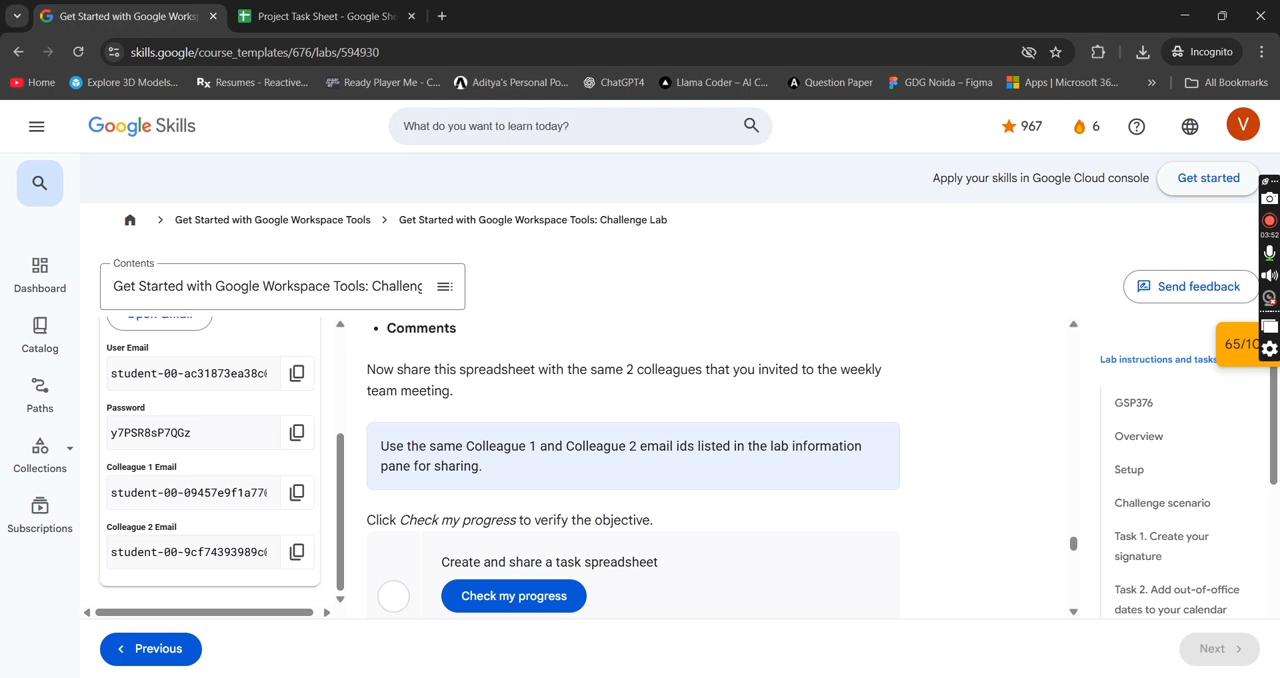 Get Started with Google Works
Project Task Sheet - Google She
skills.google/course_templates/676/labs/594930
Incognito
Home
Explore 3D Models...
Resumes - Reactive...
Ready Player Me - C...
Aditya's Personal Po...
ChatGPT4
Llama Coder – AI C...
Question Paper
GDG Noida – Figma
Apps | Microsoft 36...
»
All Bookmarks
Google Skills
What do you want to learn today?
967
6
V
Apply your skills in Google Cloud console
Get started
Get Started with Google Workspace Tools
Get Started with Google Workspace Tools: Challenge Lab
Contents
Get Started with Google Workspace Tools: Challeng
Send feedback
Dashboard
Catalog
Paths
Collections
Subscriptions
Open Gmail
User Email
student-00-ac31873ea38c
Password
y7PSR8sP7QGz
Colleague 1 Email
student-00-09457e9f1a77
Colleague 2 Email
student-00-9cf74393989c
• Comments
Now share this spreadsheet with the same 2 colleagues that you invited to the weekly
team meeting.
Use the same Colleague 1 and Colleague 2 email ids listed in the lab information
pane for sharing.
Click Check my progress to verify the objective.
Create and share a task spreadsheet
Check my progress
03:52
65/10
Lab instructions and tasks
GSP376
Overview
Setup
Challenge scenario
Task 1. Create your
signature
Task 2. Add out-of-office
dates to your calendar
Previous
Next